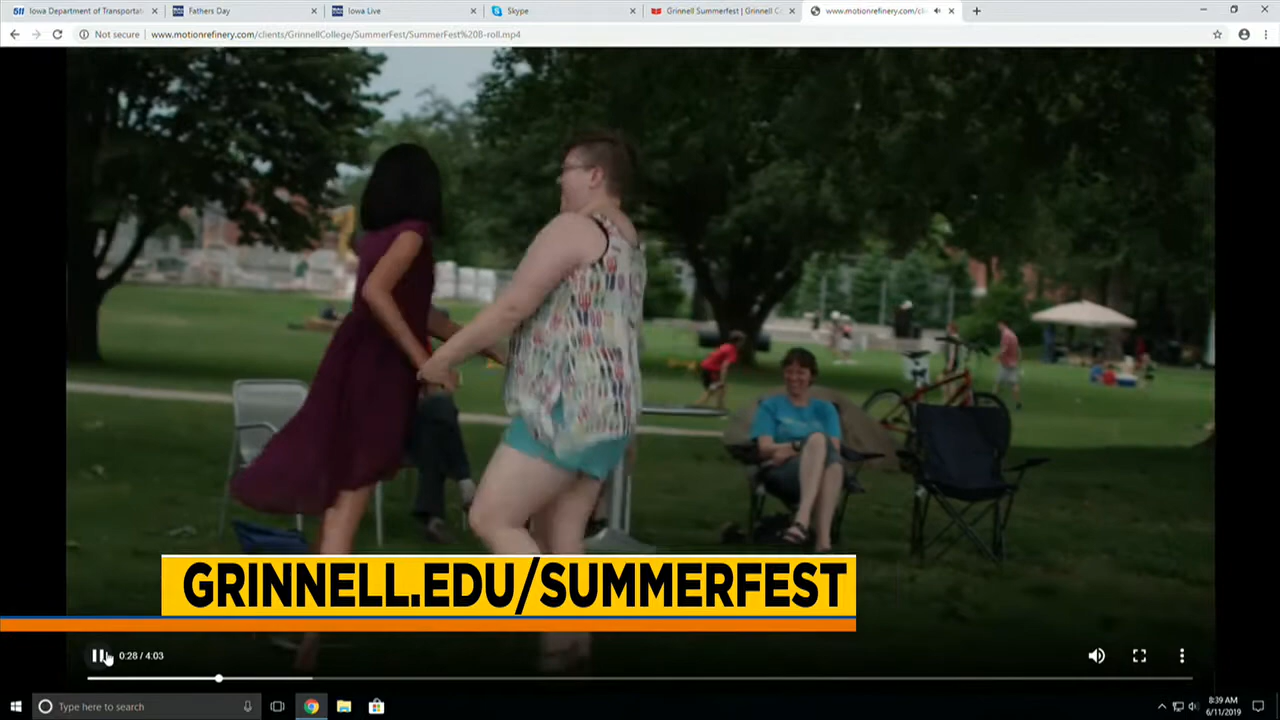 511 Iowa Department of Transportat
Fathers Day
Iowa Live
Skype
Grinnell Summerfest | Grinnell C
www.motionrefinery.com/cli
Not secure | www.motionrefinery.com/clients/GrinnellCollege/SummerFest/SummerFest%20B-roll.mp4
GRINNELL.EDU/SUMMERFEST
0:28 / 4:03
Type here to search
8:39 AM
6/11/2019